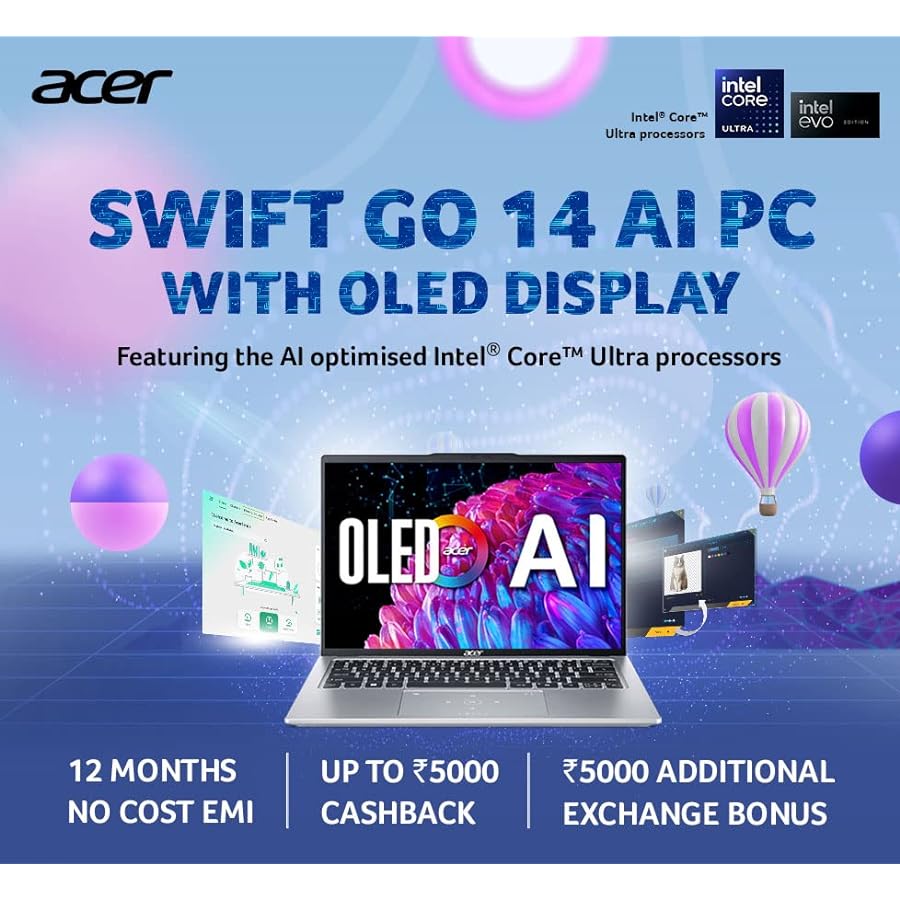 acer
Intel® Core™
Ultra processors
intel
CORE
ULTRA
intel
evo
EDITION
SWIFT GO 14 AI PC
WITH OLED DISPLAY
Featuring the AI optimised Intel® Core™ Ultra processors
OLED acer AI
acer
12 MONTHS
NO COST EMI
UP TO ₹5000
CASHBACK
₹5000 ADDITIONAL
EXCHANGE BONUS